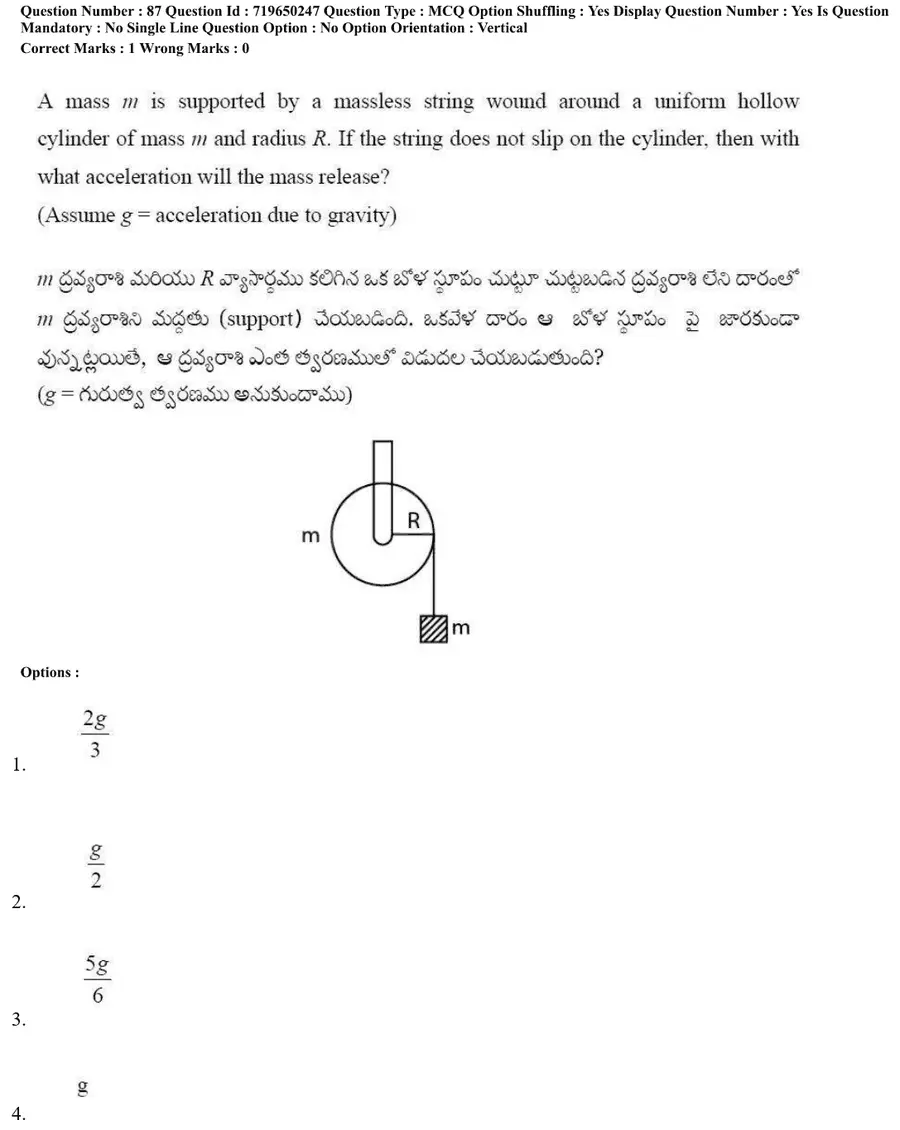 Question Number : 87 Question Id : 719650247 Question Type : MCQ Option Shuffling : Yes Display Question Number : Yes Is Question
Mandatory : No Single Line Question Option : No Option Orientation : Vertical
Correct Marks : 1 Wrong Marks : 0
A mass m is supported by a massless string wound around a uniform hollow
cylinder of mass m and radius R. If the string does not slip on the cylinder, then with
what acceleration will the mass release?
(Assume g = acceleration due to gravity)
m ద్రవ్యరాశి మరియు R వ్యాసార్థము కలిగిన ఒక బోళ స్థూపం చుట్టూ చుట్టబడిన ద్రవ్యరాశి లేని దారంతో
m ద్రవ్యరాశిని మద్దతు (support) చేయబడింది. ఒకవేళ దారం ఆ బోళ స్థూపం పై జారకుండా
వున్నట్లయితే, ఆ ద్రవ్యరాశి ఎంత త్వరణముతో విడుదల చేయబడుతుంది?
(g = గురుత్వ త్వరణము అనుకుందాము)
R
m
m
Options :
2g
3
1.
g
2
2.
5g
6
3.
g
4.